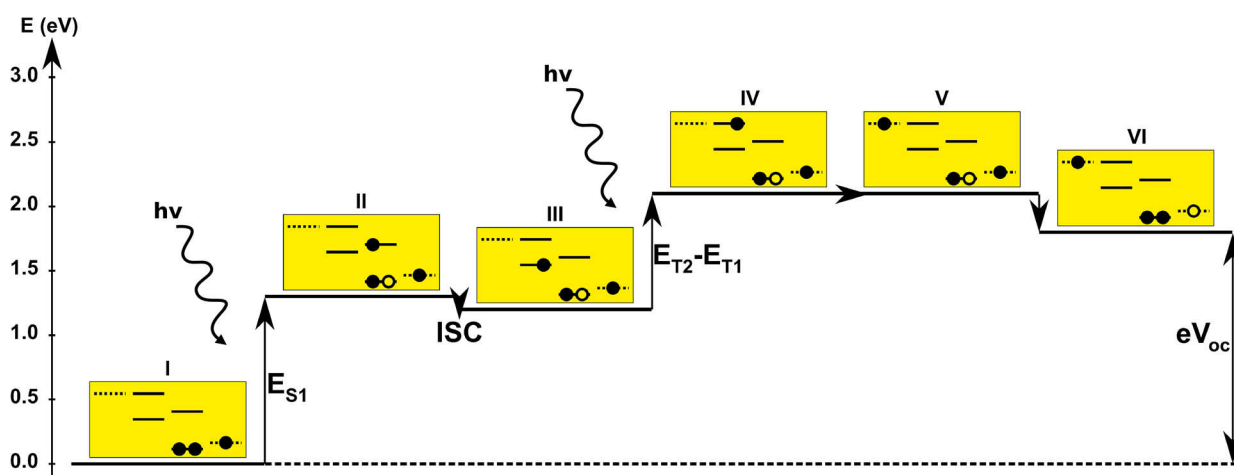 E (eV)
3.0
2.5
2.0
1.5
1.0
0.5
0.0
hν
hν
I
II
III
IV
V
VI
E_S1
ISC
E_T2-E_T1
eV_oc